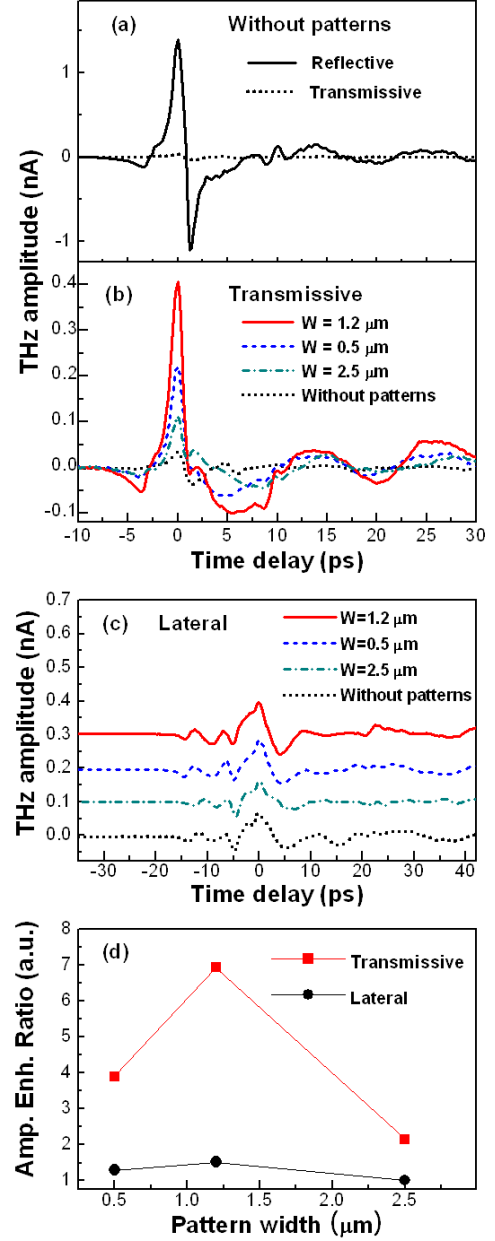 (a) Without patterns
Reflective
Transmissive
1
0
-1
THz amplitude (nA)
(b) Transmissive
W = 1.2 μm
W = 0.5 μm
W = 2.5 μm
Without patterns
0.4
0.3
0.2
0.1
0.0
-0.1
-10 -5 0 5 10 15 20 25 30
Time delay (ps)
(c) Lateral
W=1.2 μm
W=0.5 μm
W=2.5 μm
Without patterns
0.7
0.6
0.5
0.4
0.3
0.2
0.1
0.0
THz amplitude (nA)
-30 -20 -10 0 10 20 30 40
Time delay (ps)
(d)
Transmissive
Lateral
8
7
6
5
4
3
2
1
Amp. Enh. Ratio (a.u.)
0.5 1.0 1.5 2.0 2.5
Pattern width (μm)